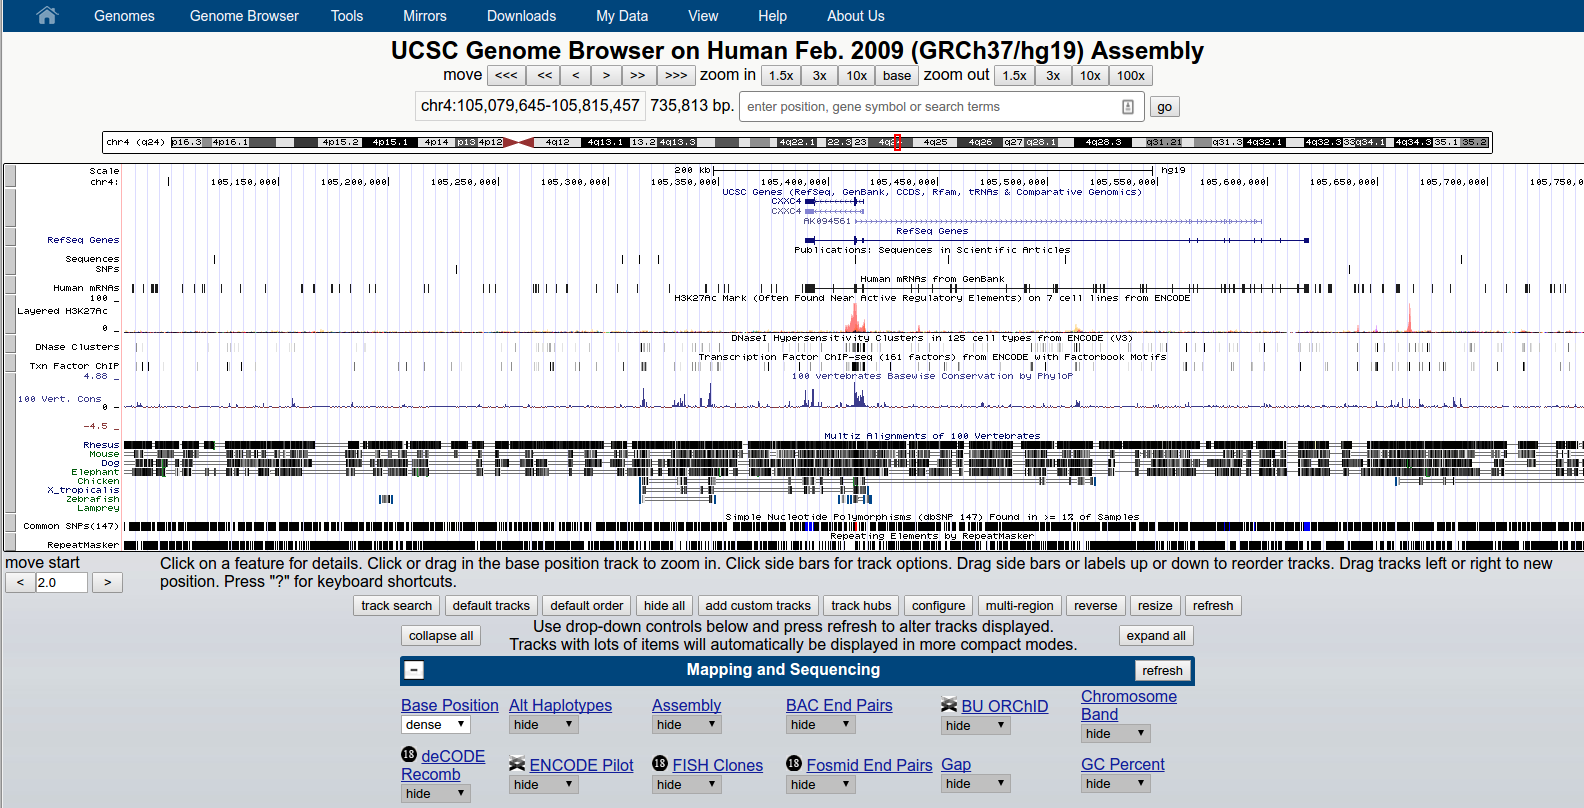 Genomes Genome Browser Tools Mirrors Downloads My Data View Help About Us
UCSC Genome Browser on Human Feb. 2009 (GRCh37/hg19) Assembly
move <<< << < > >> >>> zoom in 1.5x 3x 10x base zoom out 1.5x 3x 10x 100x
chr4:105,079,645-105,815,457 735,813 bp. enter position, gene symbol or search terms go
chr4 (q24) p16.3 4p16.1 4p15.2 4p15.1 4p14 p13 4p12 4q12 4q13.1 13.2 4q13.3 4q22.1 22.3 23 4q24 4q25 4q26 q27 q28.1 4q28.3 q31.21 q31.3 4q32.1 4q32.3 33 q34.1 4q34.3 35.1 35.2
Scale 200 kb hg19
chr4: 105,150,000 105,200,000 105,250,000 105,300,000 105,350,000 105,400,000 105,450,000 105,500,000 105,550,000 105,600,000 105,650,000 105,700,000 105,750,0
UCSC Genes (RefSeq, GenBank, CCDS, Rfam, tRNAs & Comparative Genomics)
CXXC4
CXXC4
AK094561
RefSeq Genes
RefSeq Genes
Publications: Sequences in Scientific Articles
Sequences
SNPs
Human mRNAs from GenBank
Human mRNAs
H3K27Ac Mark (Often Found Near Active Regulatory Elements) on 7 cell lines from ENCODE
100 _
Layered H3K27Ac
0 _
DNaseI Hypersensitivity Clusters in 125 cell types from ENCODE (V3)
DNase Clusters
Transcription Factor ChIP-seq (161 factors) from ENCODE with Factorbook Motifs
Txn Factor ChIP
100 vertebrates Basewise Conservation by PhyloP
4.88 _
100 Vert. Cons
0 _
-4.5 _
Multiz Alignments of 100 Vertebrates
Rhesus
Mouse
Dog
Elephant
Chicken
X_tropicalis
Zebrafish
Lamprey
Simple Nucleotide Polymorphisms (dbSNP 147) Found in >= 1% of Samples
Common SNPs(147)
Repeating Elements by RepeatMasker
RepeatMasker
move start
< 2.0 >
Click on a feature for details. Click or drag in the base position track to zoom in. Click side bars for track options. Drag side bars or labels up or down to reorder tracks. Drag tracks left or right to new
position. Press "?" for keyboard shortcuts.
track search default tracks default order hide all add custom tracks track hubs configure multi-region reverse resize refresh
collapse all Use drop-down controls below and press refresh to alter tracks displayed. expand all
Tracks with lots of items will automatically be displayed in more compact modes.
- Mapping and Sequencing refresh
Base Position Alt Haplotypes Assembly BAC End Pairs BU ORChID Chromosome
Band
dense hide hide hide hide hide
18 deCODE
Recomb ENCODE Pilot 18 FISH Clones 18 Fosmid End Pairs Gap GC Percent
hide hide hide hide hide hide